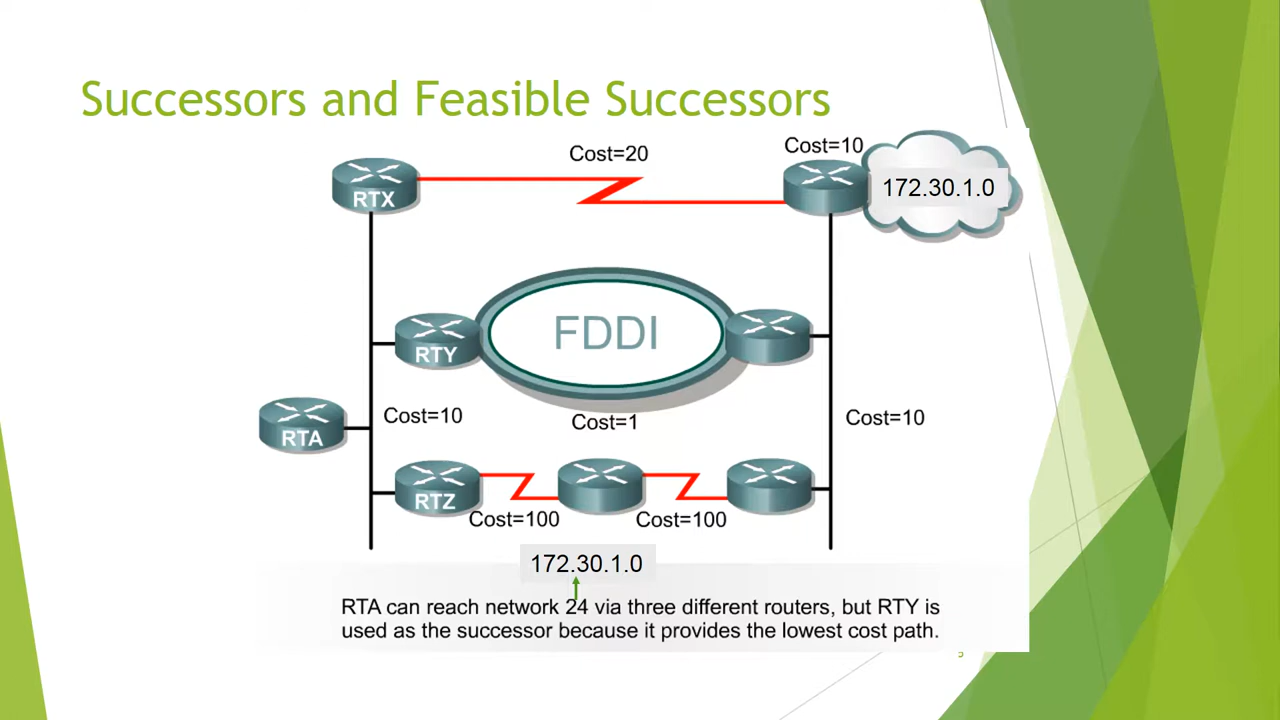 Successors and Feasible Successors
Cost=20
Cost=10
RTX
172.30.1.0
FDDI
RTY
Cost=10
Cost=1
Cost=10
RTA
RTZ
Cost=100
Cost=100
172.30.1.0
RTA can reach network 24 via three different routers, but RTY is
used as the successor because it provides the lowest cost path.